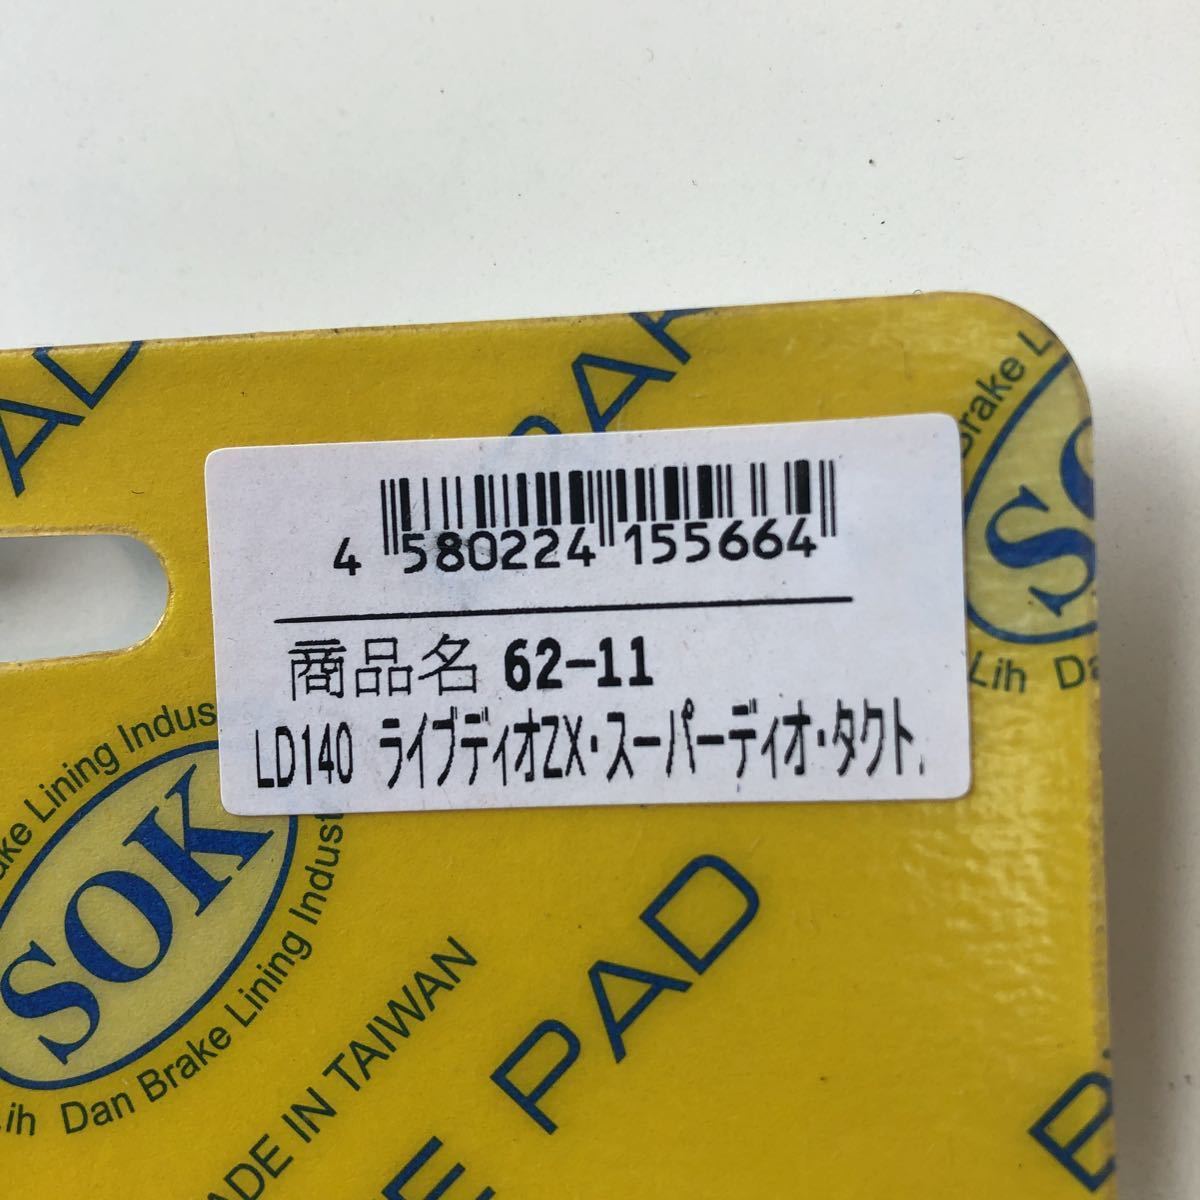 4 580224 155664
商品名 62-11
LD140 ライブディオZX・スーパーディオ・タクト.
SOK
Dan Brake Lining Indust
ke Lining Indus
MADE IN TAIWAN
PAD
Lih
Brake L